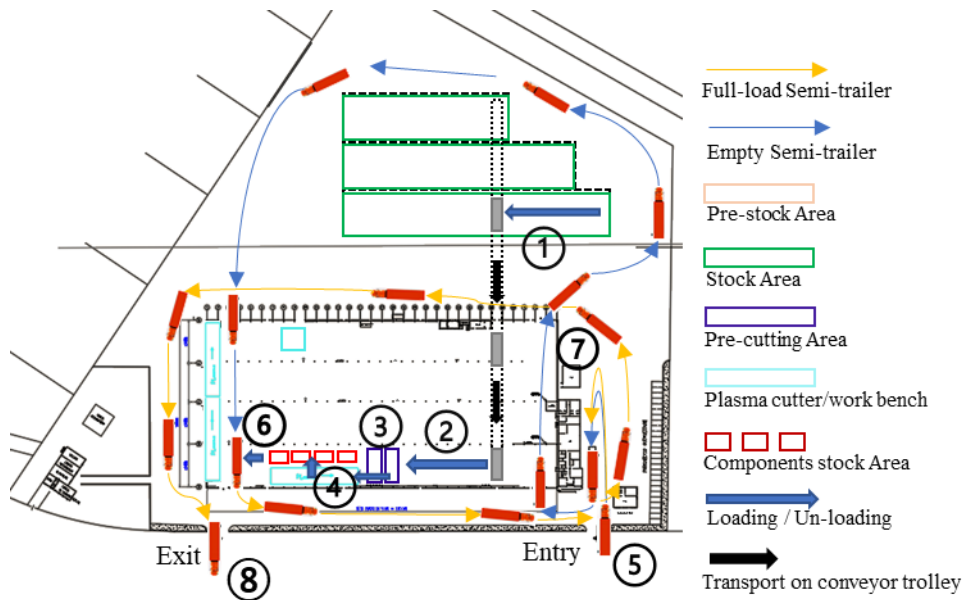 Full-load Semi-trailer
Empty Semi-trailer
Pre-stock Area
Stock Area
Pre-cutting Area
Plasma cutter/work bench
Components stock Area
Loading / Un-loading
Transport on conveyor trolley
1
7
2
3
6
4
Exit
Entry
5
8